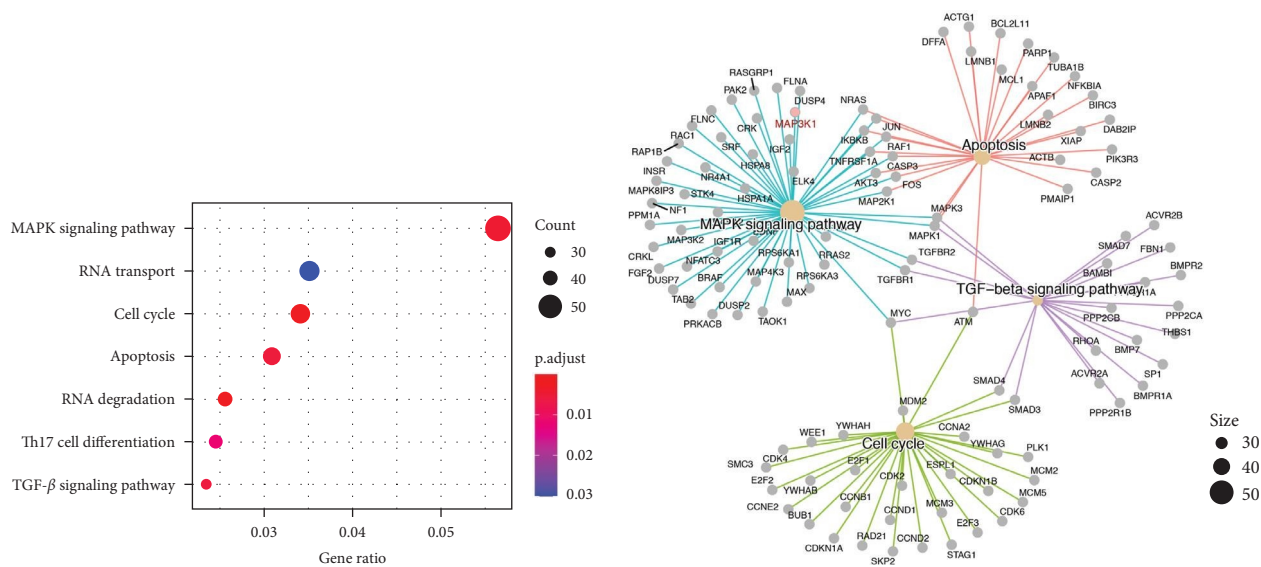 MAPK signaling pathway
RNA transport
Cell cycle
Apoptosis
RNA degradation
Th17 cell differentiation
TGF-β signaling pathway
0.03
0.04
0.05
Gene ratio
Count
30
40
50
p.adjust
0.01
0.02
0.03
ACTG1
BCL2L11
DFFA
PARP1
LMNB1
TUBA1B
MCL1
NFKBIA
APAF1
BIRC3
LMNB2
DAB2IP
XIAP
Apoptosis
ACTB
PIK3R3
CASP2
PMAIP1
RASGRP1
FLNA
PAK2
DUSP4
NRAS
MAP3K1
FLNC
CRK
JUN
RAC1
IKBKB
SRF
IGF2
RAF1
RAP1B
HSPA8
TNFRSF1A
CASP3
INSR
NR4A1
ELK4
AKT3
FOS
MAPK8IP3
STK4
HSPA1A
MAP2K1
NF1
MAPK3
PPM1A
MAPK signaling pathway
MAPK1
MAP3K2
IGF1R
CRKL
RPS6KA1
RRAS2
TGFBR2
FGF2
NFATC3
MAP4K3
RPS6KA3
TGFBR1
DUSP7
BRAF
MAX
TAB2
DUSP2
PRKACB
TAOK1
MYC
ATM
ACVR2B
SMAD7
FBN1
BAMBI
BMPR2
TGF-beta signaling pathway
PPP2CB
PPP2CA
THBS1
RHOA
BMP7
ACVR2A
SP1
BMPR1A
PPP2R1B
SMAD4
SMAD3
MDM2
WEE1
YWHAH
CCNA2
Cell cycle
YWHAG
PLK1
CDK4
SMC3
E2F1
ESPL1
MCM2
E2F2
CDK2
CDKN1B
YWHAB
CCNB1
MCM5
CCNE2
CCND1
MCM3
CDK6
BUB1
E2F3
CDKN1A
RAD21
CCND2
SKP2
STAG1
Size
30
40
50